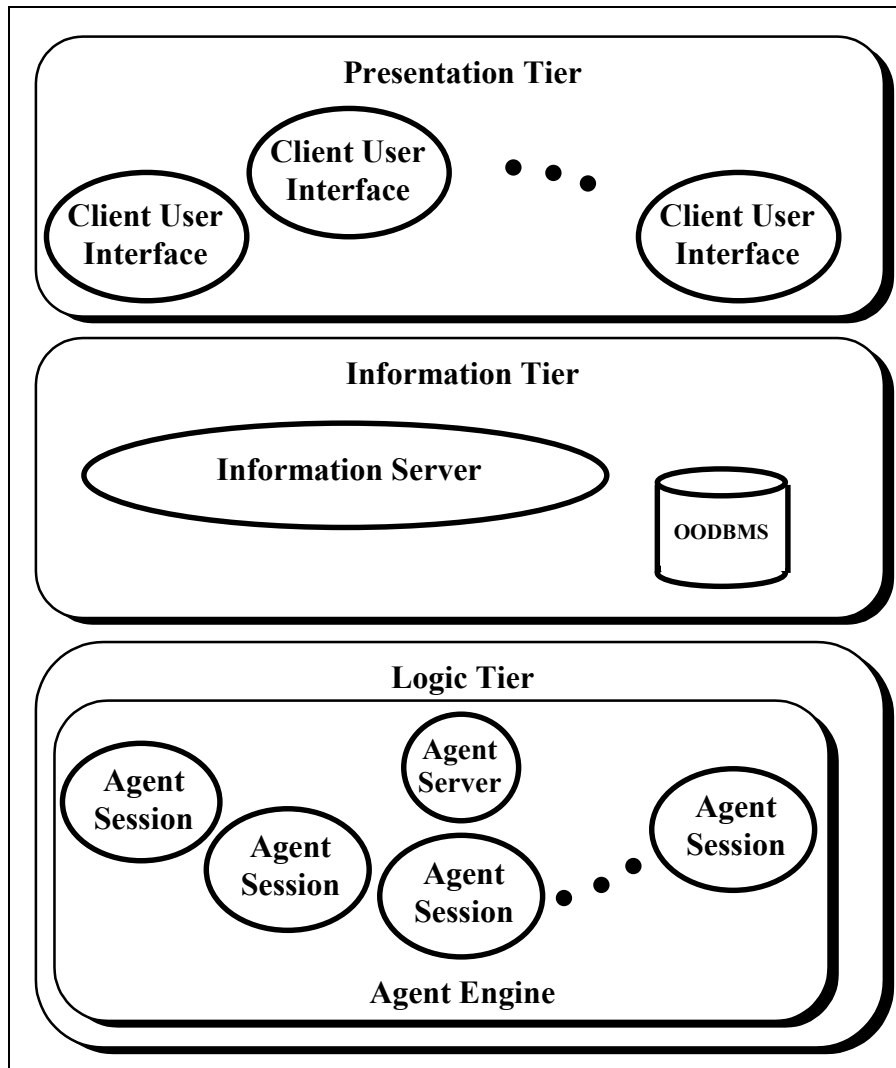 Presentation Tier
Client User
Interface
Client User
Interface
Client User
Interface
Information Tier
Information Server
OODBMS
Logic Tier
Agent
Server
Agent
Session
Agent
Session
Agent
Session
Agent
Session
Agent Engine